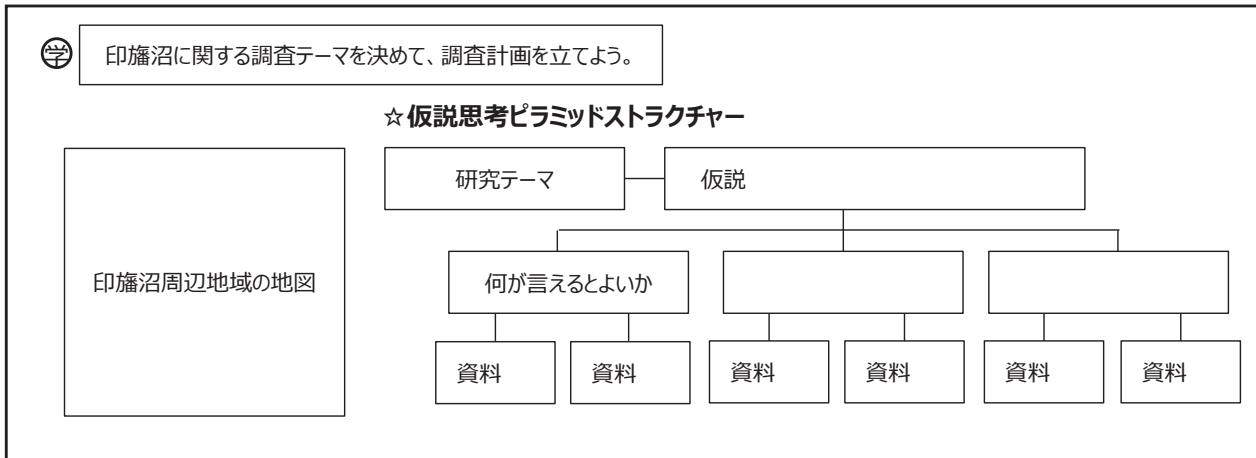 学
印旛沼に関する調査テーマを決めて、調査計画を立てよう。
☆仮説思考ピラミッドストラクチャー
研究テーマ
仮説
印旛沼周辺地域の地図
何が言えるとよいか
資料
資料
資料
資料
資料
資料